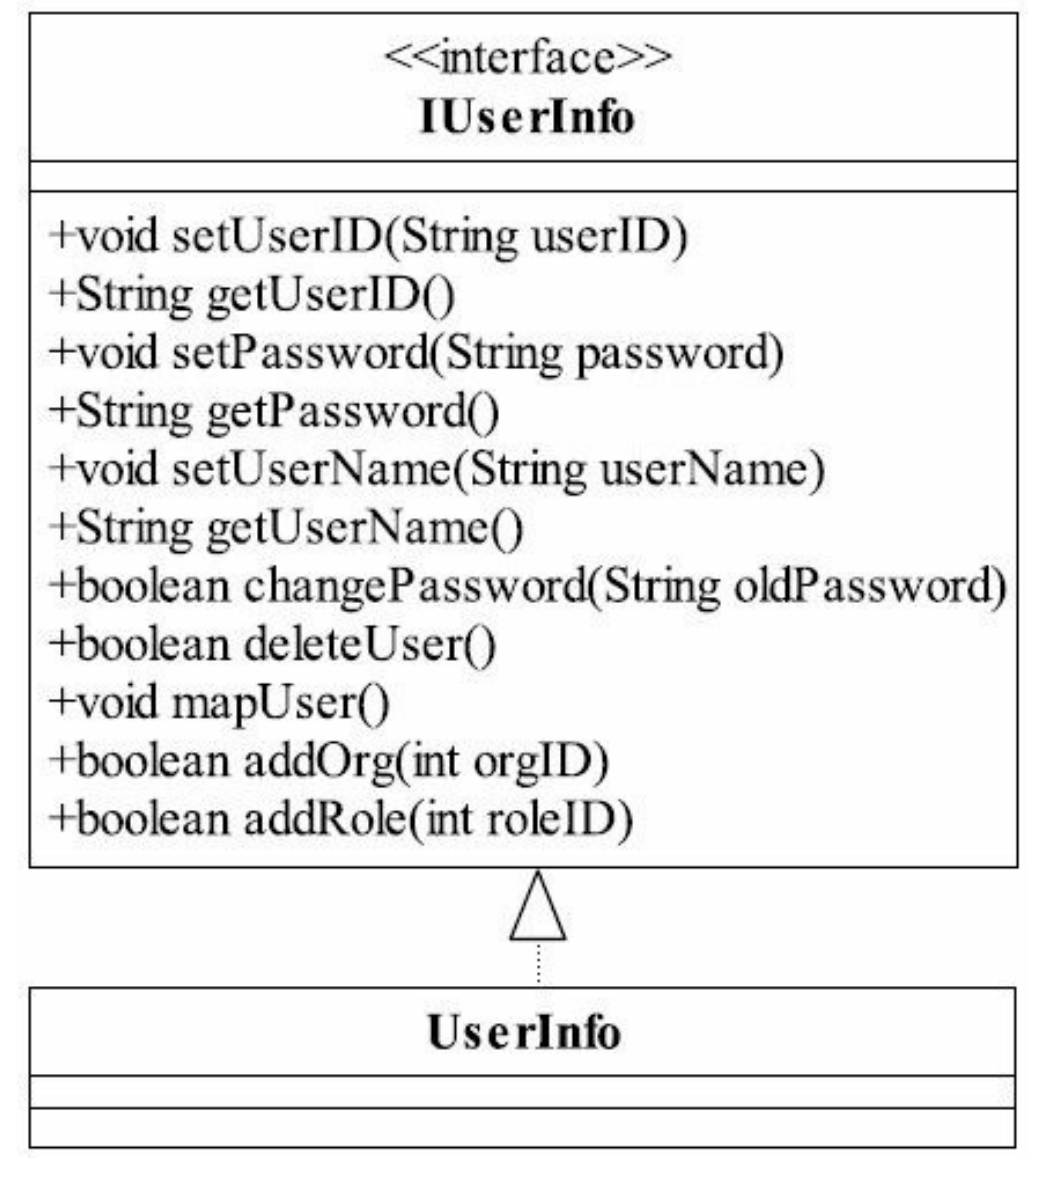 <<interface>>
IUserInfo
+void setUserID(String userID)
+String getUserID()
+void setPassword(String password)
+String getPassword()
+void setUserName(String userName)
+String getUserName()
+boolean changePassword(String oldPassword)
+boolean deleteUser()
+void mapUser()
+boolean addOrg(int orgID)
+boolean addRole(int roleID)
UserInfo